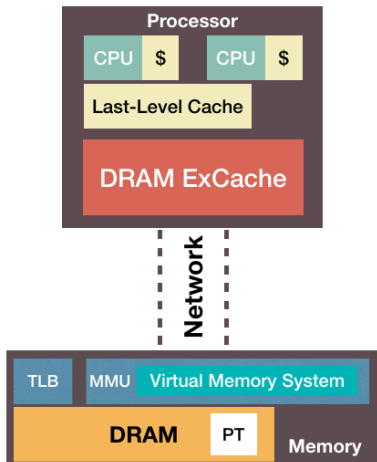 Processor
CPU $ CPU $
Last-Level Cache
DRAM ExCache
Network
TLB MMU Virtual Memory System
DRAM PT
Memory